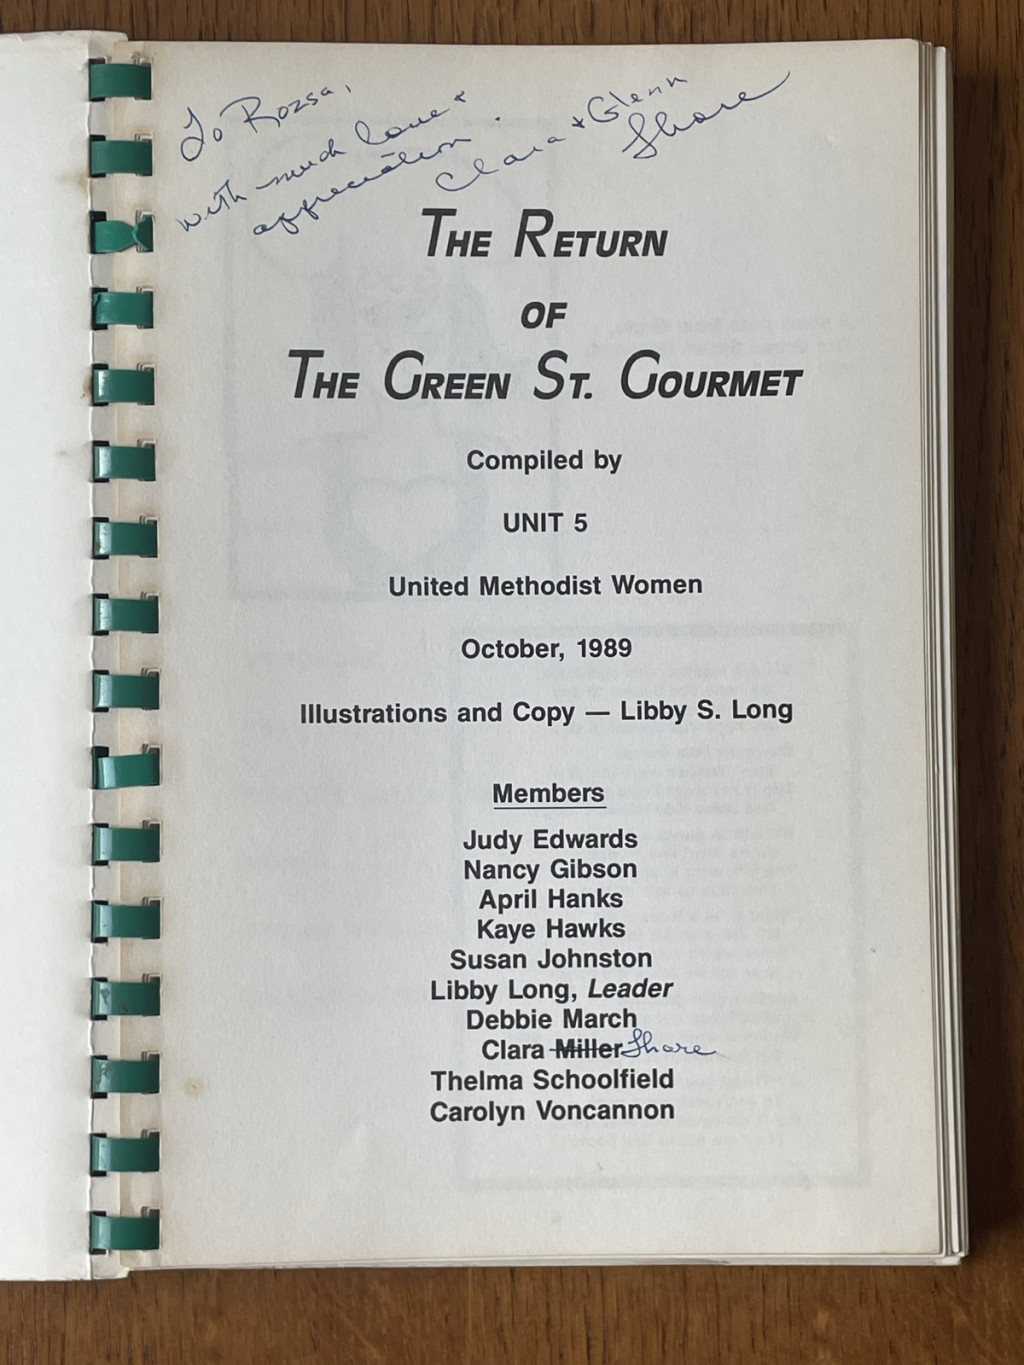 To Rozsa,
with much love &
appreciation.
Clara & Glenn
Shore
THE RETURN
OF
THE GREEN ST. GOURMET
Compiled by
UNIT 5
United Methodist Women
October, 1989
Illustrations and Copy — Libby S. Long
Members
Judy Edwards
Nancy Gibson
April Hanks
Kaye Hawks
Susan Johnston
Libby Long, Leader
Debbie March
Clara Miller Shore
Thelma Schoolfield
Carolyn Voncannon